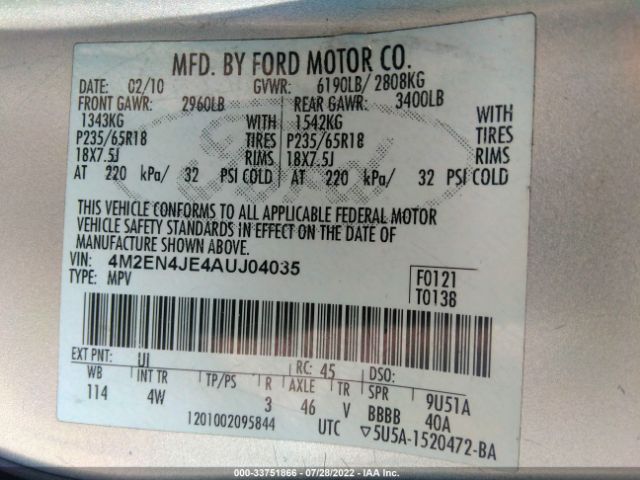 MFD. BY FORD MOTOR CO.
DATE: 02/10 GVWR: 6190LB/ 2808KG
FRONT GAWR: 2960LB REAR GAWR: 3400LB
1343KG WITH 1542KG WITH
P235/65R18 TIRES P235/65R18 TIRES
18X7.5J RIMS 18X7.5J RIMS
AT 220 kPa/ 32 PSI COLD AT 220 kPa/ 32 PSI COLD
THIS VEHICLE CONFORMS TO ALL APPLICABLE FEDERAL MOTOR
VEHICLE SAFETY STANDARDS IN EFFECT ON THE DATE OF
MANUFACTURE SHOWN ABOVE.
VIN: 4M2EN4JE4AUJ04035 F0121
TYPE: MPV T0138
EXT PNT: UI RC: 45 DSO:
WB INT TR TP/PS R AXLE TR SPR 9U51A
114 4W 3 46 V BBBB 40A
1201002095844 UTC ▽5U5A-1520472-BA
000-33751866 - 07/28/2022 - IAA Inc.